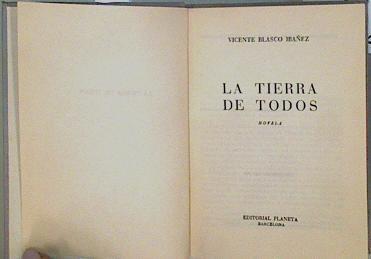 VICENTE BLASCO IBAÑEZ
LA TIERRA
DE TODOS
NOVELA
EDITORIAL PLANETA
BARCELONA